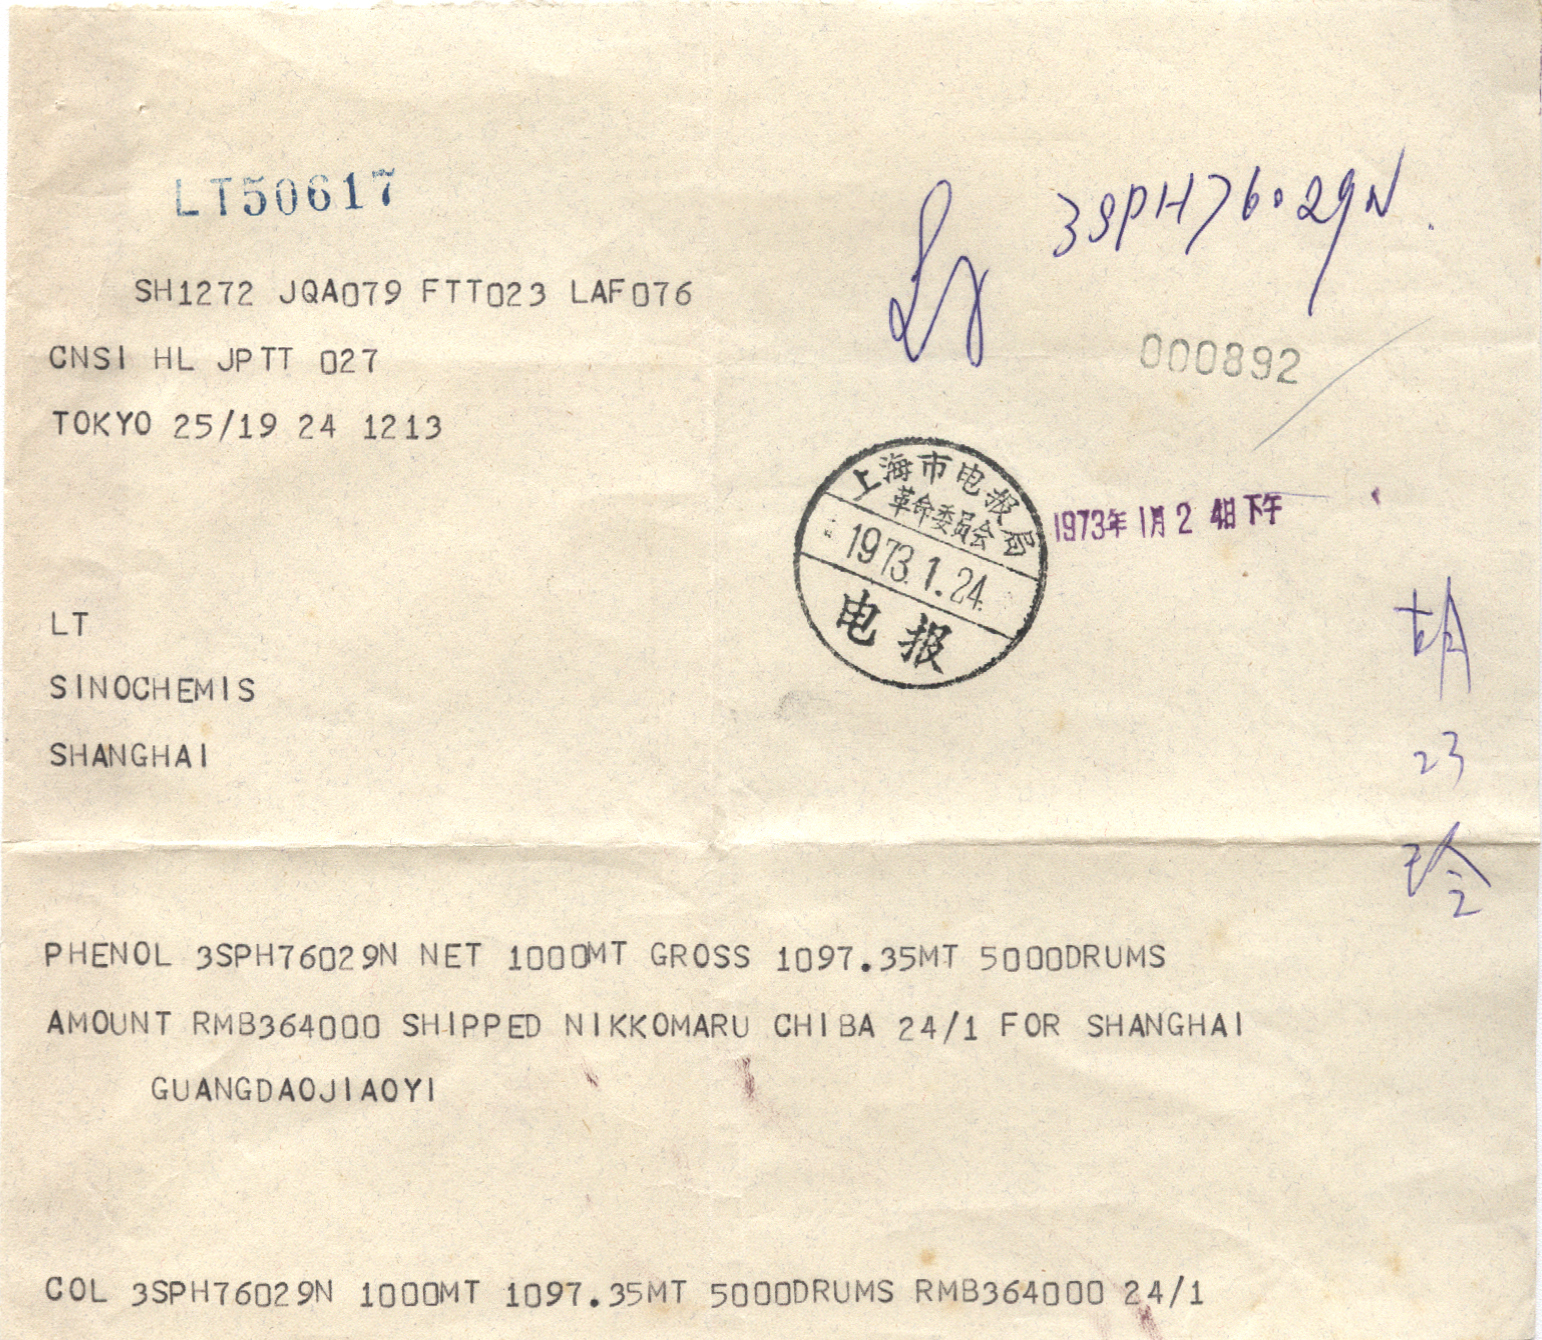 LT50617
3SPH76029N.
SH1272 JQA079 FTT023 LAF076
000892
CNSI HL JPTT 027
TOKYO 25/19 24 1213
上海市电报局
革命委员会
1973.1.24
电报
1973年1月24日下午
LT
SINOCHEMIS
SHANGHAI
胡
23
玲
PHENOL 3SPH76029N NET 1000MT GROSS 1097.35MT 5000DRUMS
AMOUNT RMB364000 SHIPPED NIKKOMARU CHIBA 24/1 FOR SHANGHAI
GUANGDAOJIAOYI
COL 3SPH76029N 1000MT 1097.35MT 5000DRUMS RMB364000 24/1